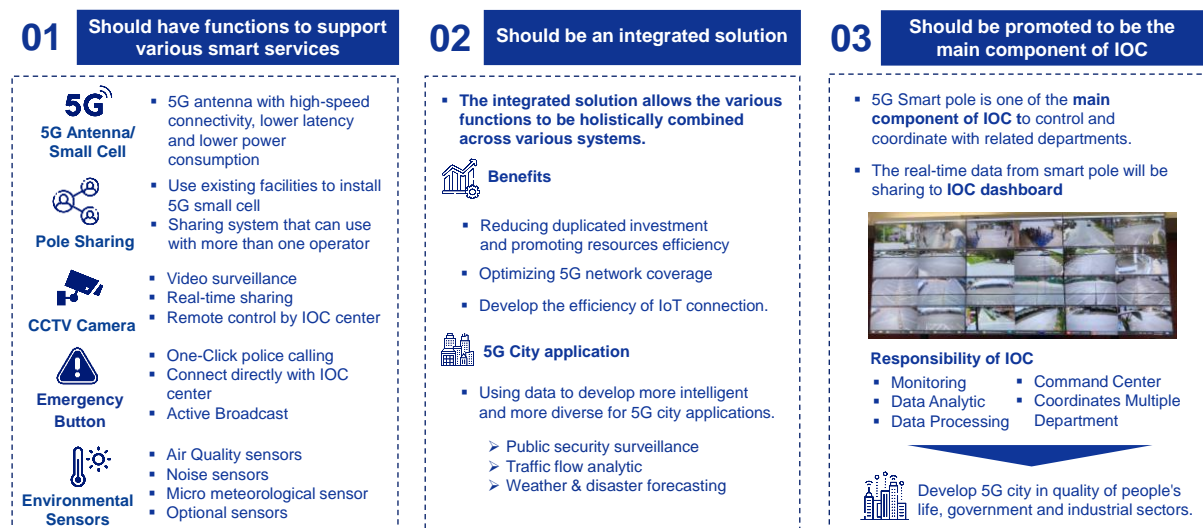 01
Should have functions to support
various smart services
5G
5G Antenna/
Small Cell
▪ 5G antenna with high-speed
connectivity, lower latency
and lower power
consumption
Pole Sharing
▪ Use existing facilities to install
5G small cell
▪ Sharing system that can use
with more than one operator
CCTV Camera
▪ Video surveillance
▪ Real-time sharing
▪ Remote control by IOC center
Emergency
Button
▪ One-Click police calling
▪ Connect directly with IOC
center
▪ Active Broadcast
Environmental
Sensors
▪ Air Quality sensors
▪ Noise sensors
▪ Micro meteorological sensor
▪ Optional sensors
02
Should be an integrated solution
▪ The integrated solution allows the various
functions to be holistically combined
across various systems.
Benefits
▪ Reducing duplicated investment
and promoting resources efficiency
▪ Optimizing 5G network coverage
▪ Develop the efficiency of IoT connection.
5G City application
▪ Using data to develop more intelligent
and more diverse for 5G city applications.
➢ Public security surveillance
➢ Traffic flow analytic
➢ Weather & disaster forecasting
03
Should be promoted to be the
main component of IOC
▪ 5G Smart pole is one of the main
component of IOC to control and
coordinate with related departments.
▪ The real-time data from smart pole will be
sharing to IOC dashboard
Responsibility of IOC
▪ Monitoring
▪ Data Analytic
▪ Data Processing
▪ Command Center
▪ Coordinates Multiple
Department
Develop 5G city in quality of people's
life, government and industrial sectors.